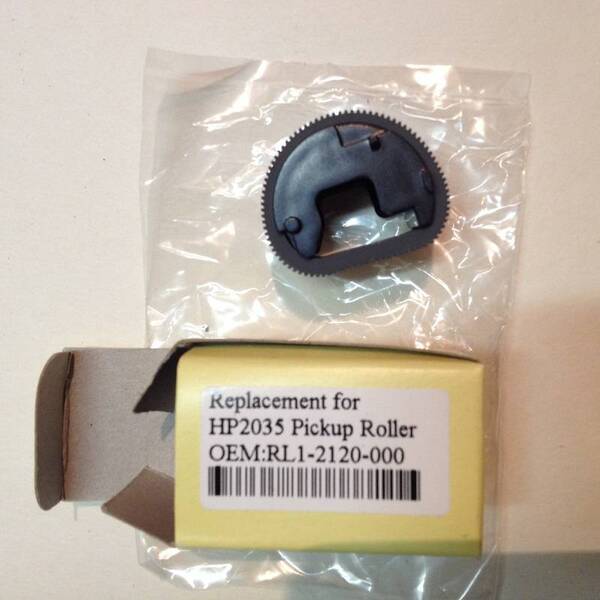 Replacement for
HP2035 Pickup Roller
OEM:RL1-2120-000